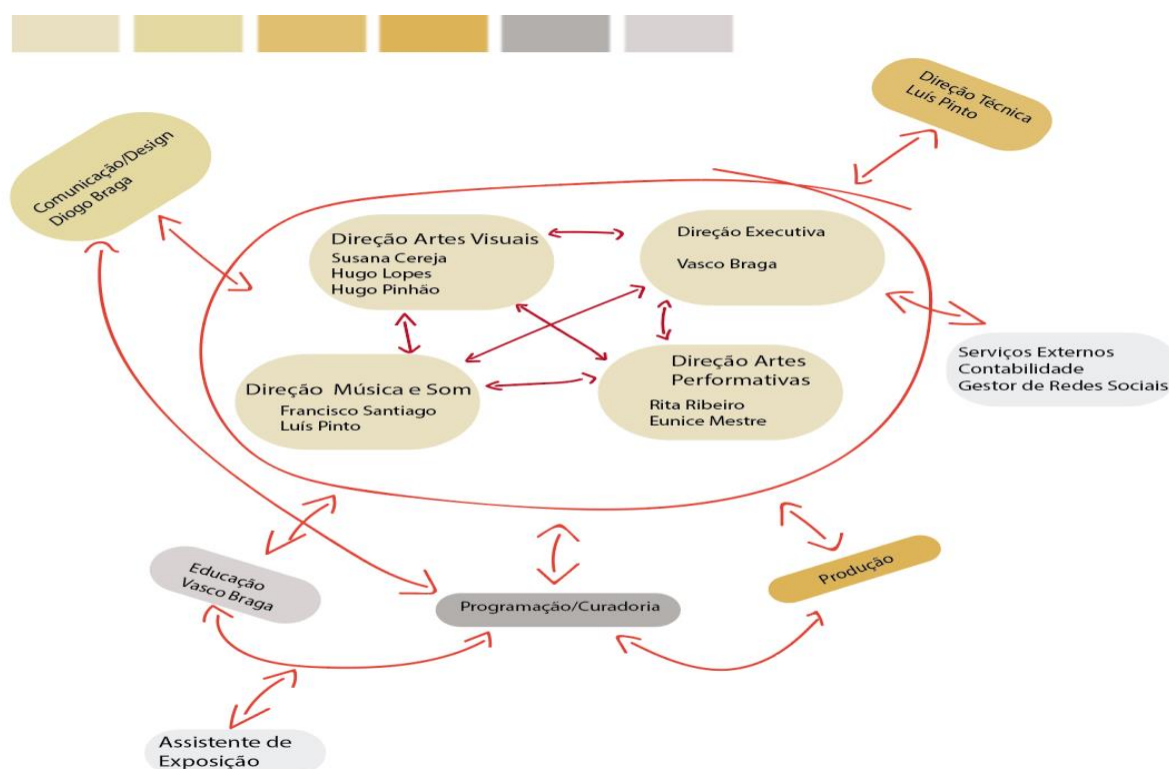 Direção Técnica
Luís Pinto
Comunicação/Design
Diogo Braga
Direção Artes Visuais
Susana Cereja
Hugo Lopes
Hugo Pinhão
Direção Executiva
Vasco Braga
Direção Música e Som
Francisco Santiago
Luís Pinto
Direção Artes
Performativas
Rita Ribeiro
Eunice Mestre
Serviços Externos
Contabilidade
Gestor de Redes Sociais
Educação
Vasco Braga
Programação/Curadoria
Produção
Assistente de
Exposição